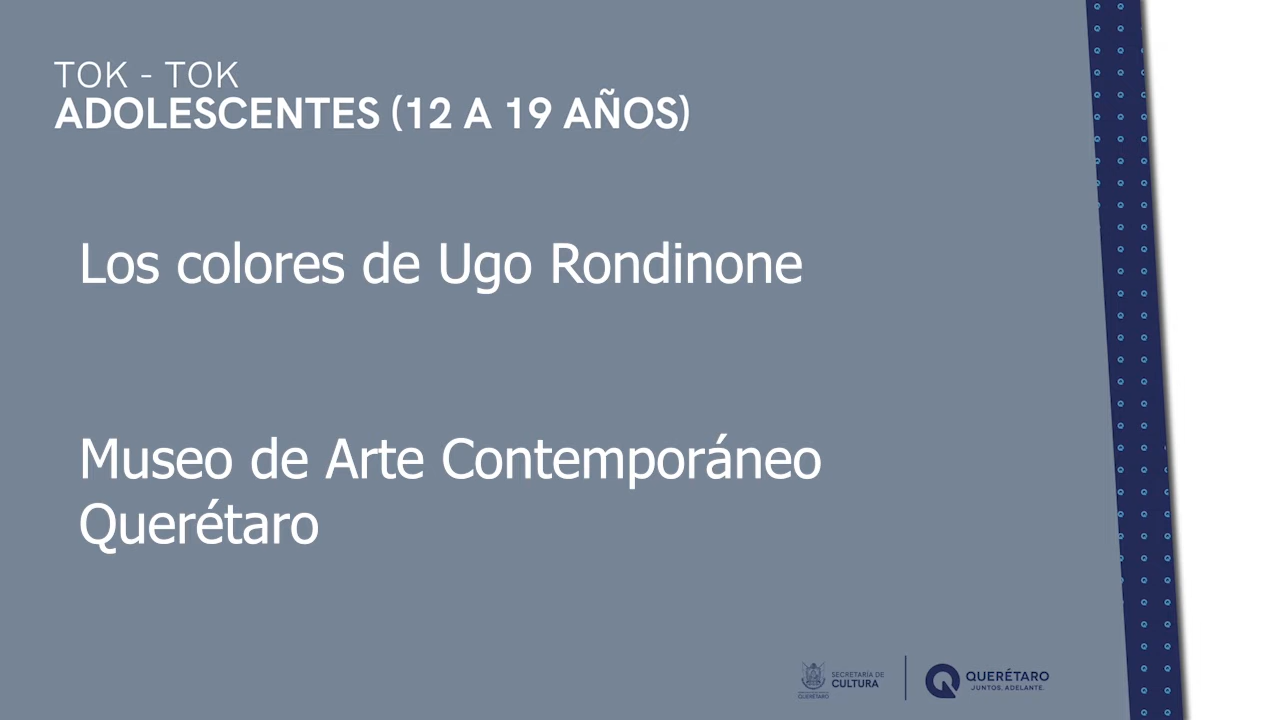 TOK - TOK
ADOLESCENTES (12 A 19 AÑOS)
Los colores de Ugo Rondinone
Museo de Arte Contemporáneo
Querétaro
SECRETARÍA DE
CULTURA
QUERÉTARO
QUERÉTARO
JUNTOS, ADELANTE.